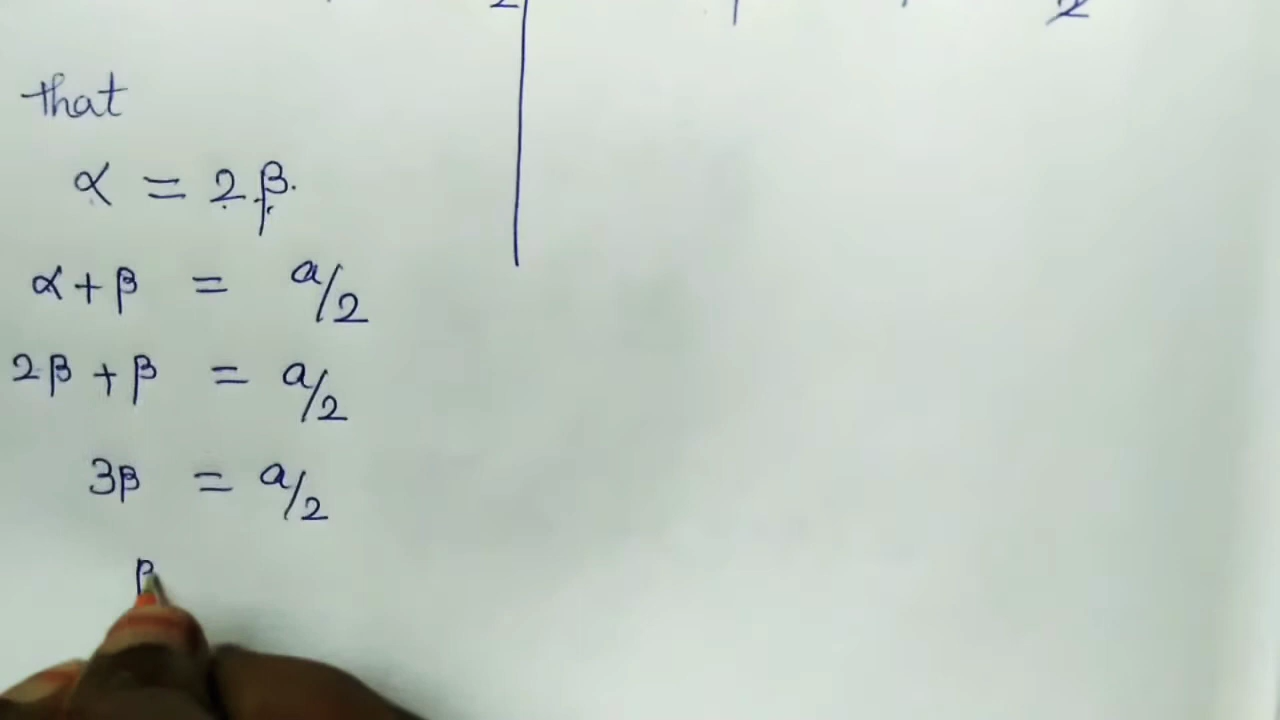 that
α = 2β.
α + β = a/2
2β + β = a/2
3β = a/2
β